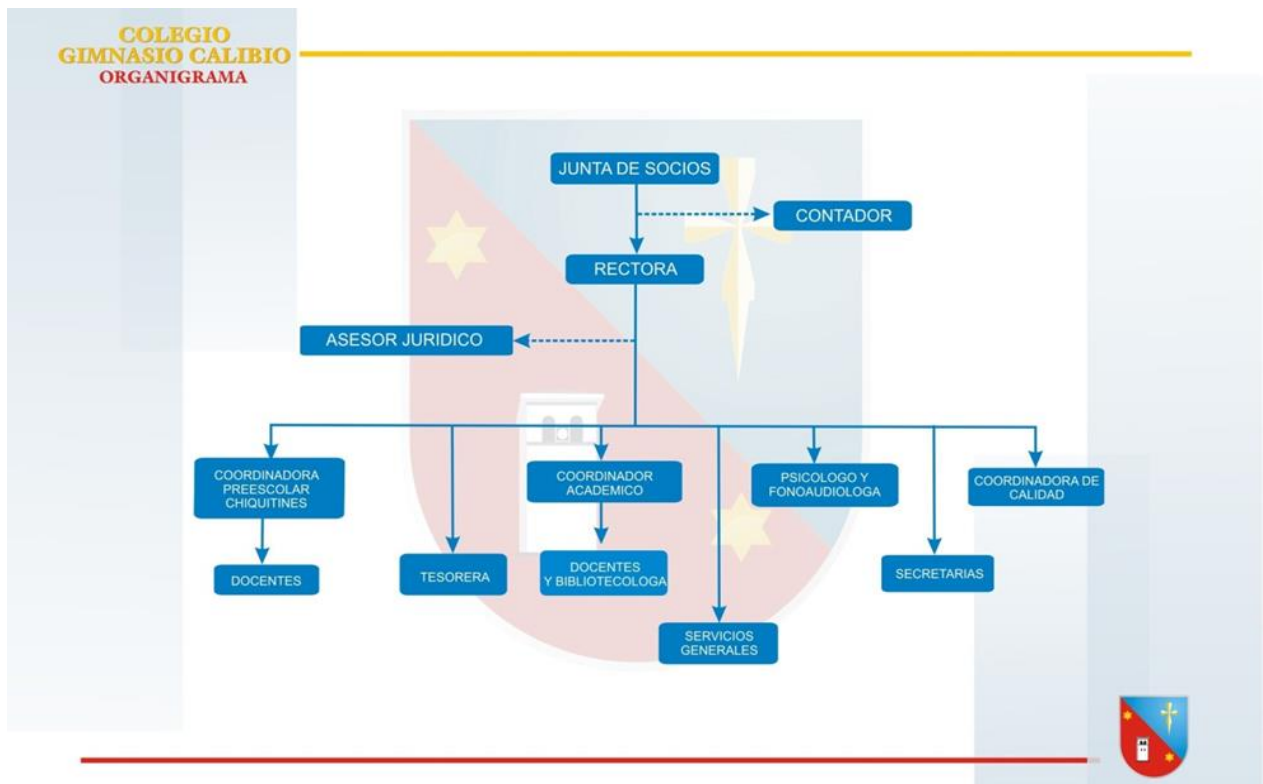 COLEGIO
GIMNASIO CALIBIO
ORGANIGRAMA
JUNTA DE SOCIOS
CONTADOR
RECTORA
ASESOR JURIDICO
COORDINADORA
PREESCOLAR
CHIQUITINES
COORDINADOR
ACADEMICO
PSICOLOGO Y
FONOAUDIOLOGA
COORDINADORA DE
CALIDAD
DOCENTES
TESORERA
DOCENTES
Y BIBLIOTECOLOGA
SECRETARIAS
SERVICIOS
GENERALES